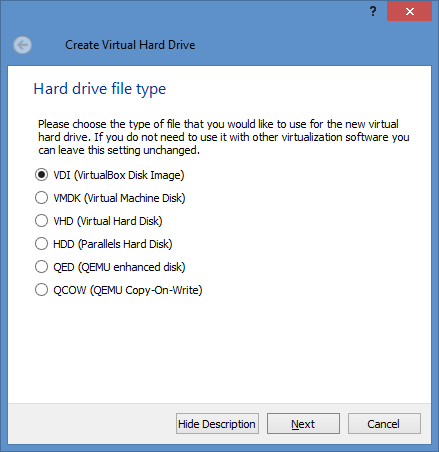 ?
Create Virtual Hard Drive
Hard drive file type
Please choose the type of file that you would like to use for the new virtual
hard drive. If you do not need to use it with other virtualization software you
can leave this setting unchanged.
VDI (VirtualBox Disk Image)
VMDK (Virtual Machine Disk)
VHD (Virtual Hard Disk)
HDD (Parallels Hard Disk)
QED (QEMU enhanced disk)
QCOW (QEMU Copy-On-Write)
Hide Description Next Cancel